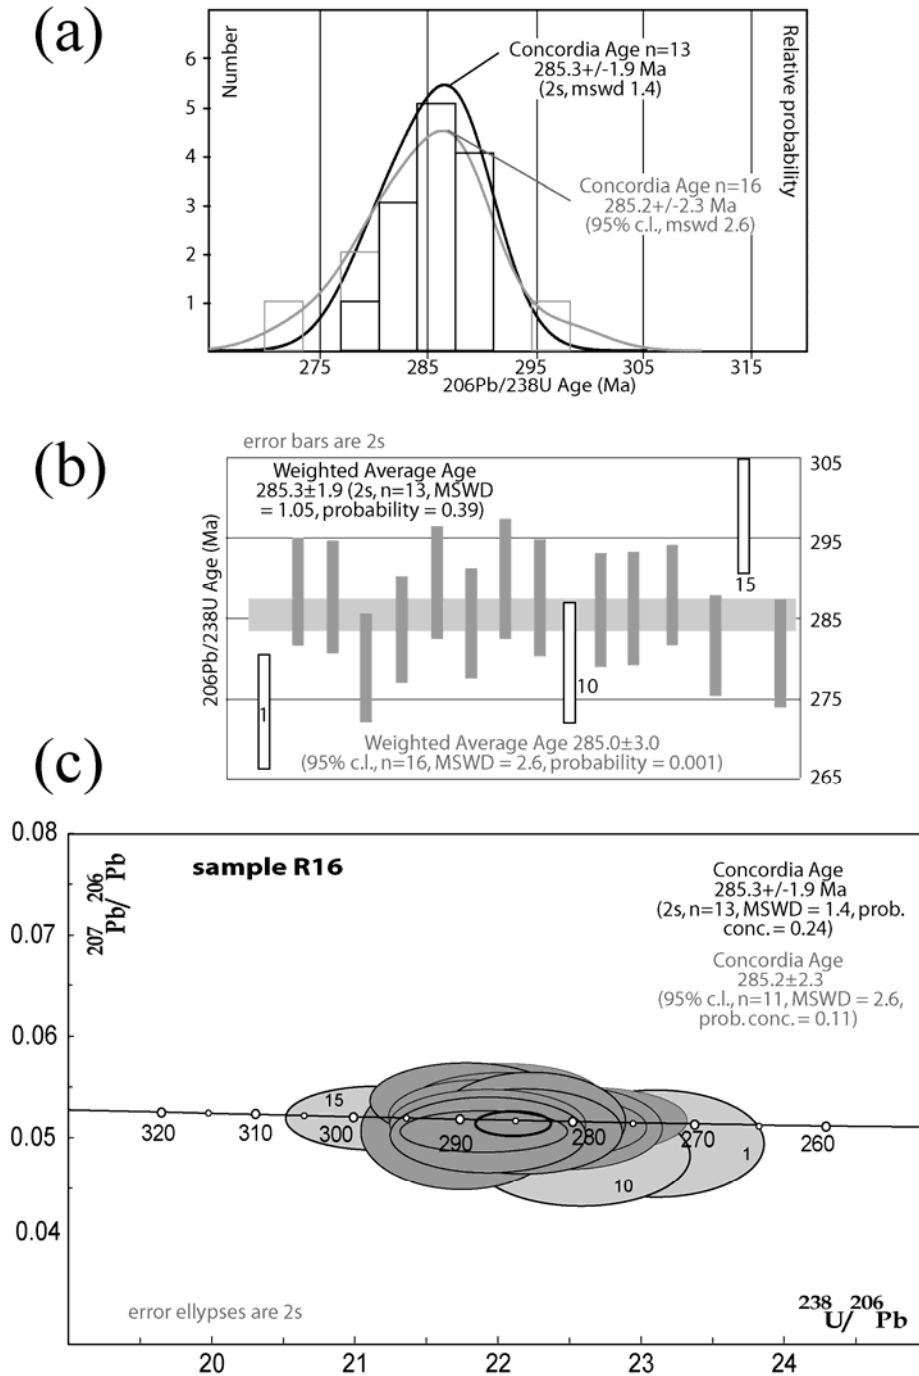 (a)
Number
Relative probability
6
5
4
3
2
1
Concordia Age n=13
285.3+/-1.9 Ma
(2s, mswd 1.4)
Concordia Age n=16
285.2+/-2.3 Ma
(95% c.l., mswd 2.6)
275
285
295
305
315
206Pb/238U Age (Ma)
(b)
error bars are 2s
Weighted Average Age
285.3±1.9 (2s, n=13, MSWD
= 1.05, probability = 0.39)
206Pb/238U Age (Ma)
305
295
285
275
265
1
10
15
Weighted Average Age 285.0±3.0
(95% c.l., n=16, MSWD = 2.6, probability = 0.001)
(c)
0.08
0.07
0.06
0.05
0.04
207Pb/206Pb
sample R16
Concordia Age
285.3+/-1.9 Ma
(2s, n=13, MSWD = 1.4, prob.
conc. = 0.24)
Concordia Age
285.2±2.3
(95% c.l., n=11, MSWD = 2.6,
prob. conc. = 0.11)
15
320
310
300
290
280
270
260
1
10
error ellypses are 2s
238U/206Pb
20
21
22
23
24